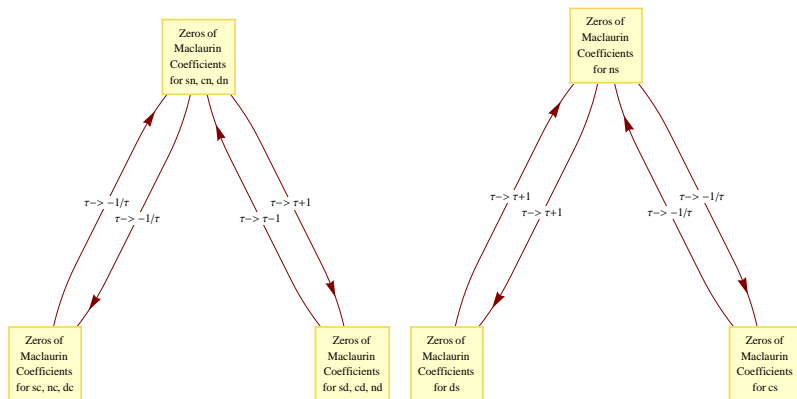 Zeros of
Maclaurin
Coefficients
for sn, cn, dn
τ-> -1/τ
τ-> -1/τ
τ-> τ+1
τ-> τ-1
Zeros of
Maclaurin
Coefficients
for sc, nc, dc
Zeros of
Maclaurin
Coefficients
for sd, cd, nd
Zeros of
Maclaurin
Coefficients
for ns
τ-> τ+1
τ-> τ+1
τ-> -1/τ
τ-> -1/τ
Zeros of
Maclaurin
Coefficients
for ds
Zeros of
Maclaurin
Coefficients
for cs